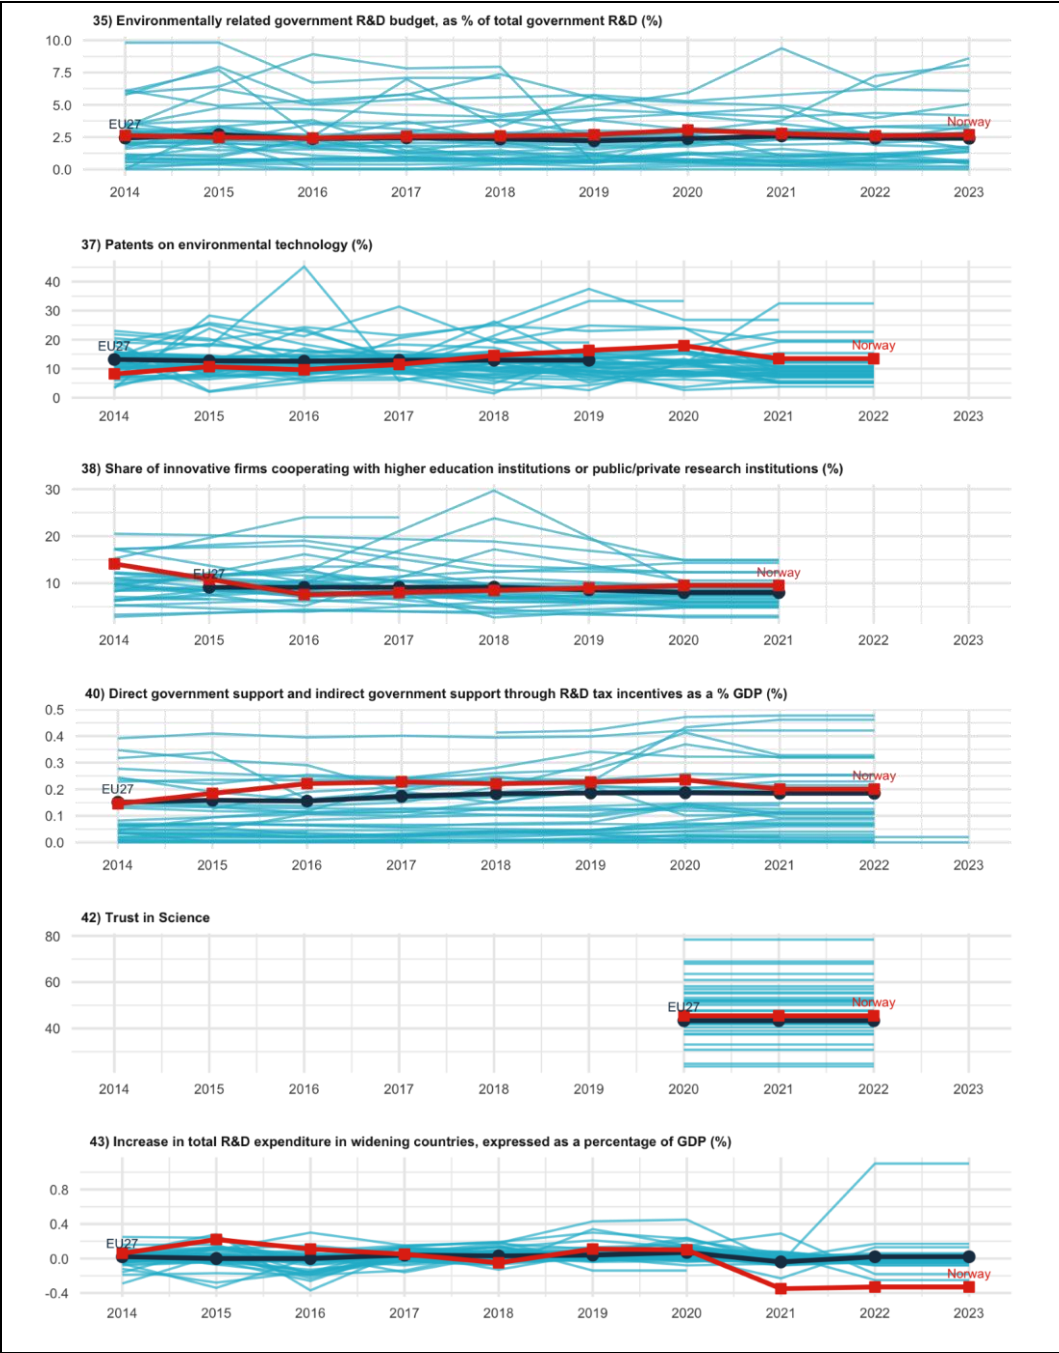 35) Environmentally related government R&D budget, as % of total government R&D (%)
10.0
7.5
5.0
EU27
Norway
2.5
0.0
2014 2015 2016 2017 2018 2019 2020 2021 2022 2023
37) Patents on environmental technology (%)
40
30
20
EU27
Norway
10
0
2014 2015 2016 2017 2018 2019 2020 2021 2022 2023
38) Share of innovative firms cooperating with higher education institutions or public/private research institutions (%)
30
20
EU27
Norway
10
2014 2015 2016 2017 2018 2019 2020 2021 2022 2023
40) Direct government support and indirect government support through R&D tax incentives as a % GDP (%)
0.5
0.4
0.3
Norway
EU27
0.2
0.1
0.0
2014 2015 2016 2017 2018 2019 2020 2021 2022 2023
42) Trust in Science
80
60
Norway
EU27
40
2014 2015 2016 2017 2018 2019 2020 2021 2022 2023
43) Increase in total R&D expenditure in widening countries, expressed as a percentage of GDP (%)
0.8
0.4
EU27
0.0
Norway
-0.4
2014 2015 2016 2017 2018 2019 2020 2021 2022 2023